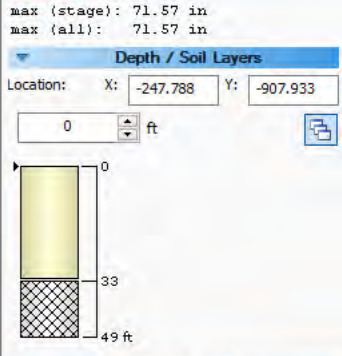 max (stage): 71.57 in
max (all): 71.57 in
Depth / Soil Layers
Location: X: -247.788 Y: -907.933
0 ft
0
33
49 ft